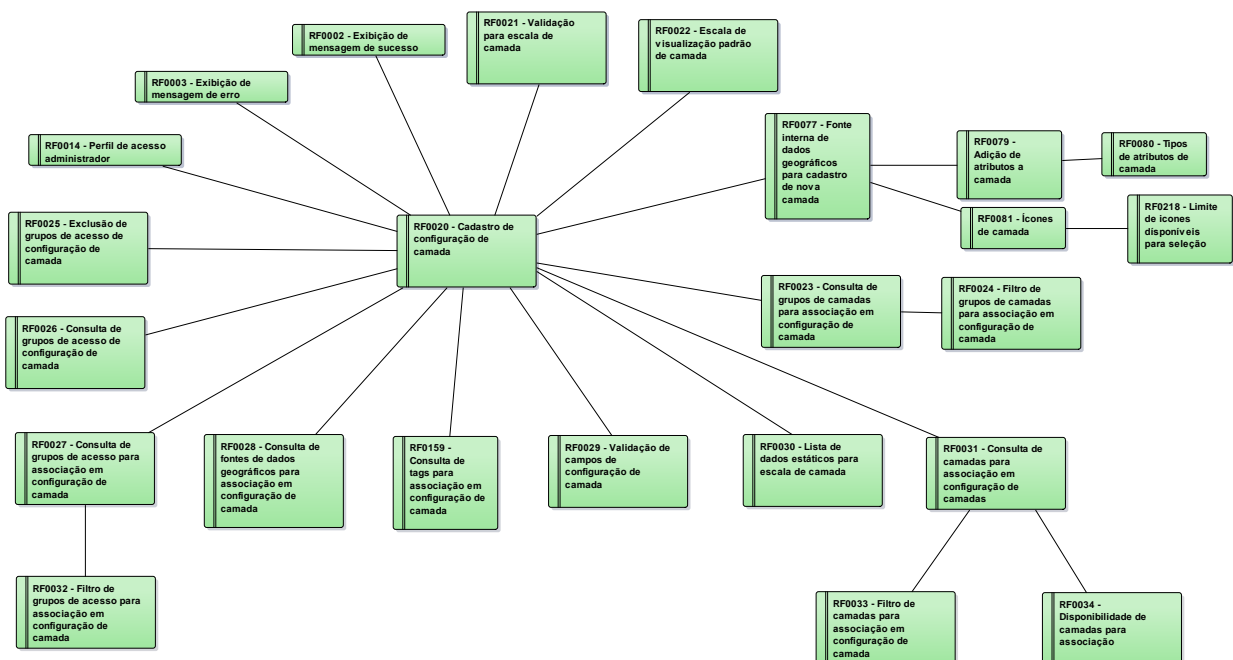 RF0002 - Exibição de
mensagem de sucesso
RF0021 - Validação
para escala de
camada
RF0022 - Escala de
visualização padrão
de camada
RF0003 - Exibição de
mensagem de erro
RF0014 - Perfil de acesso
administrador
RF0077 - Fonte
interna de
dados
geográficos
para cadastro
de nova
camada
RF0079 -
Adição de
atributos a
camada
RF0080 - Tipos
de atributos de
camada
RF0081 - Ícones
de camada
RF0218 - Limite
de icones
disponíveis
para seleção
RF0025 - Exclusão de
grupos de acesso de
configuração de
camada
RF0020 - Cadastro de
configuração de
camada
RF0023 - Consulta de
grupos de camadas
para associação em
configuração de
camada
RF0024 - Filtro de
grupos de camadas
para associação em
configuração de
camada
RF0026 - Consulta de
grupos de acesso de
configuração de
camada
RF0027 - Consulta de
grupos de acesso para
associação em
configuração de
camada
RF0028 - Consulta de
fontes de dados
geográficos para
associação em
configuração de
camada
RF0159 -
Consulta de
tags para
associação em
configuração de
camada
RF0029 - Validação de
campos de
configuração de
camada
RF0030 - Lista de
dados estáticos para
escala de camada
RF0031 - Consulta de
camadas para
associação em
configuração de
camadas
RF0032 - Filtro de
grupos de acesso para
associação em
configuração de
camada
RF0033 - Filtro de
camadas para
associação em
configuração de
camada
RF0034 -
Disponibilidade de
camadas para
associação